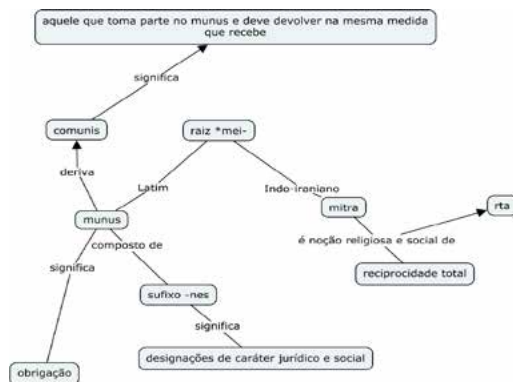 aquele que toma parte no munus e deve devolver na mesma medida
que recebe
significa
comunis
raiz *mei-
deriva
Latim
Indo-iraniano
mitra
rta
munus
composto de
é noção religiosa e social de
significa
reciprocidade total
sufixo -nes
significa
designações de caráter jurídico e social
obrigação